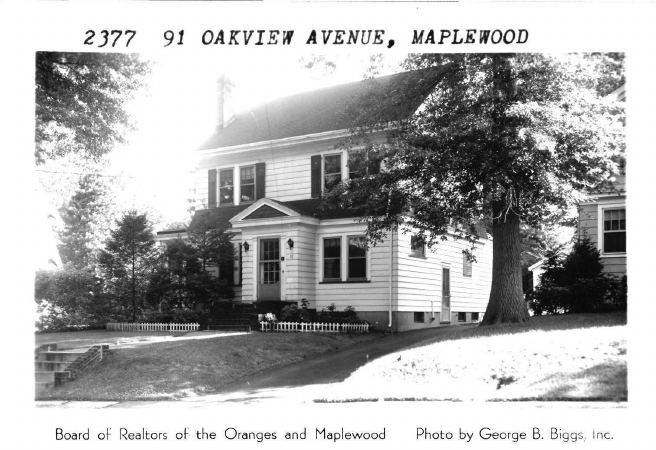 2377 91 OAKVIEW AVENUE, MAPLEWOOD
Board of Realtors of the Oranges and Maplewood Photo by George B. Biggs, Inc.